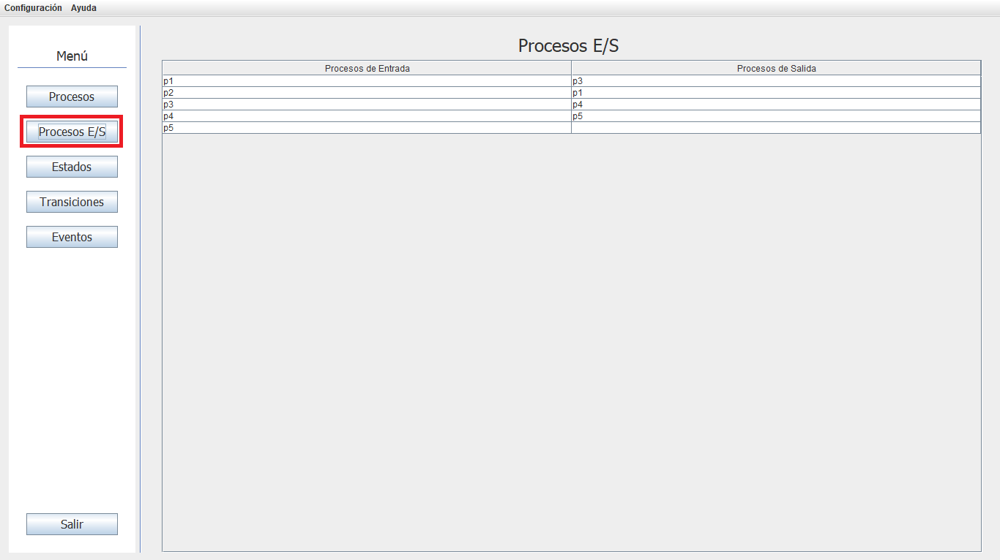 Configuración Ayuda
Menú
Procesos
Procesos E/S
Estados
Transiciones
Eventos
Salir
Procesos E/S
Procesos de Entrada Procesos de Salida
p1 p3
p2 p1
p3 p4
p4 p5
p5